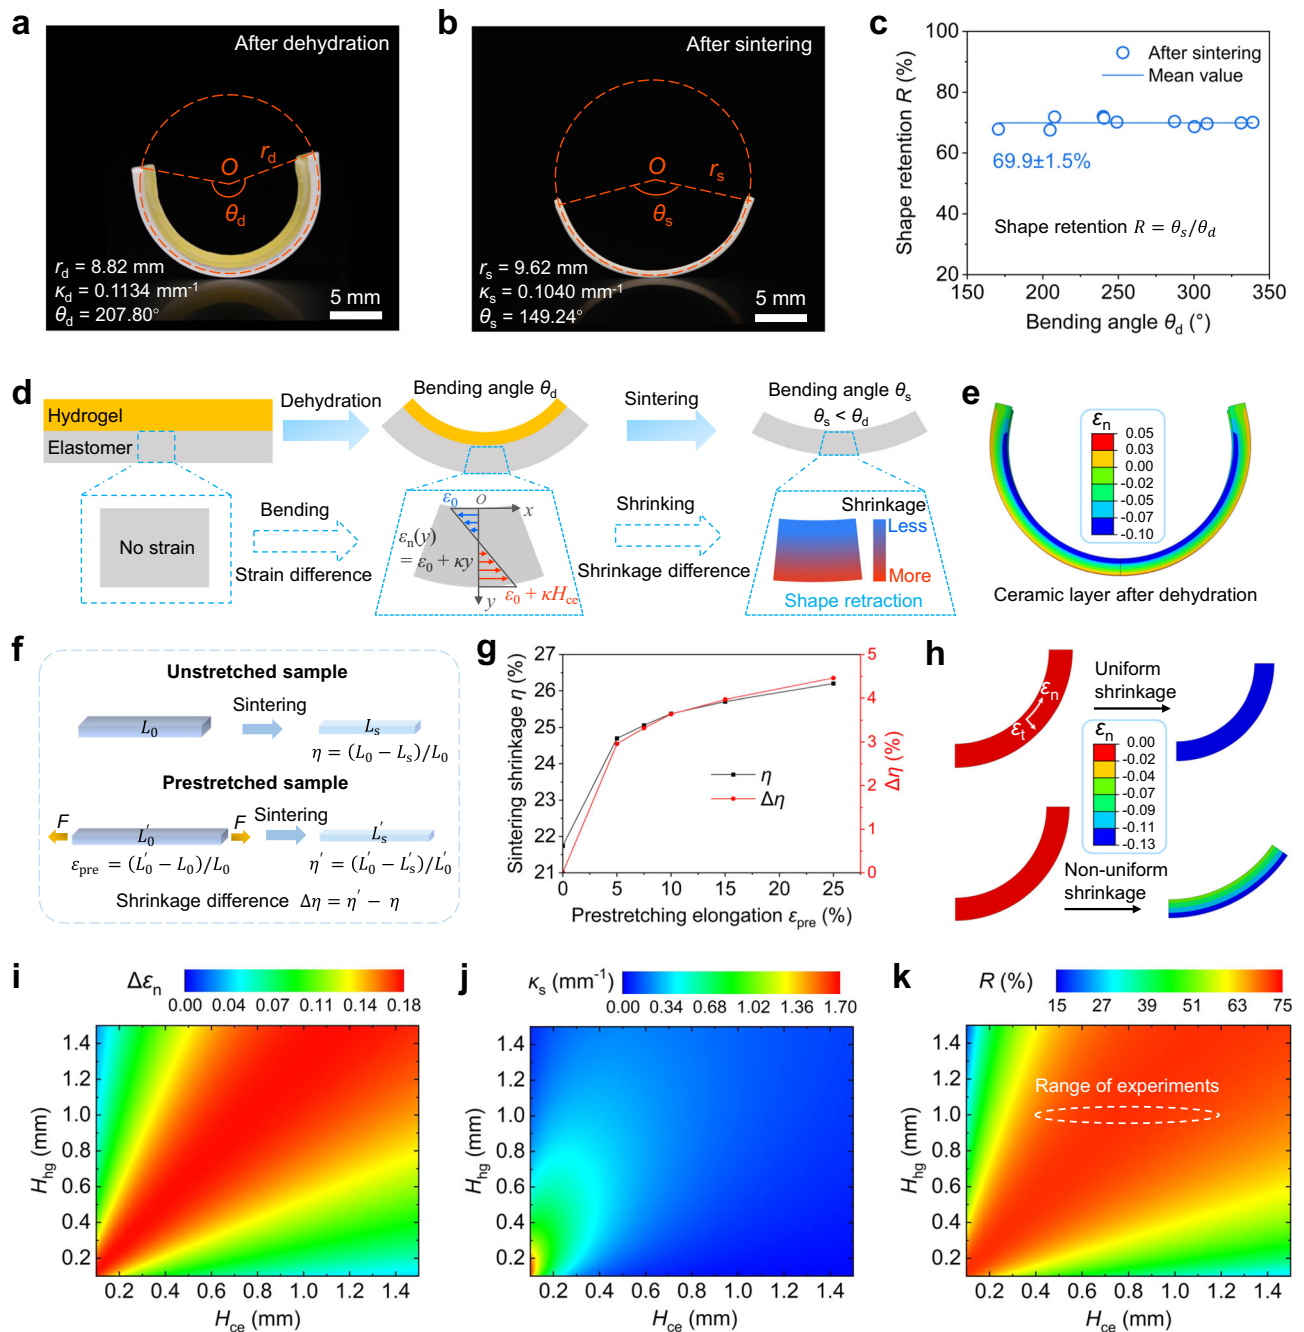 a
After dehydration
O
r_d
θ_d
r_d = 8.82 mm
κ_d = 0.1134 mm⁻¹
θ_d = 207.80°
5 mm
b
After sintering
O
r_s
θ_s
r_s = 9.62 mm
κ_s = 0.1040 mm⁻¹
θ_s = 149.24°
5 mm
c
Shape retention R (%)
100
80
60
40
20
After sintering
Mean value
69.9±1.5%
Shape retention R = θ_s/θ_d
150 200 250 300 350
Bending angle θ_d (°)
d
Hydrogel
Elastomer
Dehydration
Bending angle θ_d
Sintering
Bending angle θ_s
θ_s < θ_d
No strain
Bending
Strain difference
ε_0
O
x
ε_n(y)
= ε_0 + κy
y
ε_0 + κH_ce
Shrinking
Shrinkage difference
Shrinkage
Less
More
Shape retraction
e
ε_n
0.05
0.03
0.00
-0.02
-0.05
-0.07
-0.10
Ceramic layer after dehydration
f
Unstretched sample
Sintering
L_0
L_s
η = (L_0 − L_s)/L_0
Prestretched sample
F
F
Sintering
L_0′
L_s′
ε_pre = (L_0′ − L_0)/L_0
η′ = (L_0′ − L_s′)/L_0′
Shrinkage difference Δη = η′ − η
g
Sintering shrinkage η (%)
27
26
25
24
23
22
21
η
Δη
5
4
3
2
1
0
Δη (%)
0 5 10 15 20 25
Prestretching elongation ε_pre (%)
h
ε_n
ε_t
Uniform
shrinkage
ε_n
0.00
-0.02
-0.04
-0.07
-0.09
-0.11
-0.13
Non-uniform
shrinkage
i
Δε_n
0.00 0.04 0.07 0.11 0.14 0.18
H_hg (mm)
1.4
1.2
1.0
0.8
0.6
0.4
0.2
0.2 0.4 0.6 0.8 1.0 1.2 1.4
H_ce (mm)
j
κ_s (mm⁻¹)
0.00 0.34 0.68 1.02 1.36 1.70
H_hg (mm)
1.4
1.2
1.0
0.8
0.6
0.4
0.2
0.2 0.4 0.6 0.8 1.0 1.2 1.4
H_ce (mm)
k
R (%)
15 27 39 51 63 75
Range of experiments
H_hg (mm)
1.4
1.2
1.0
0.8
0.6
0.4
0.2
0.2 0.4 0.6 0.8 1.0 1.2 1.4
H_ce (mm)